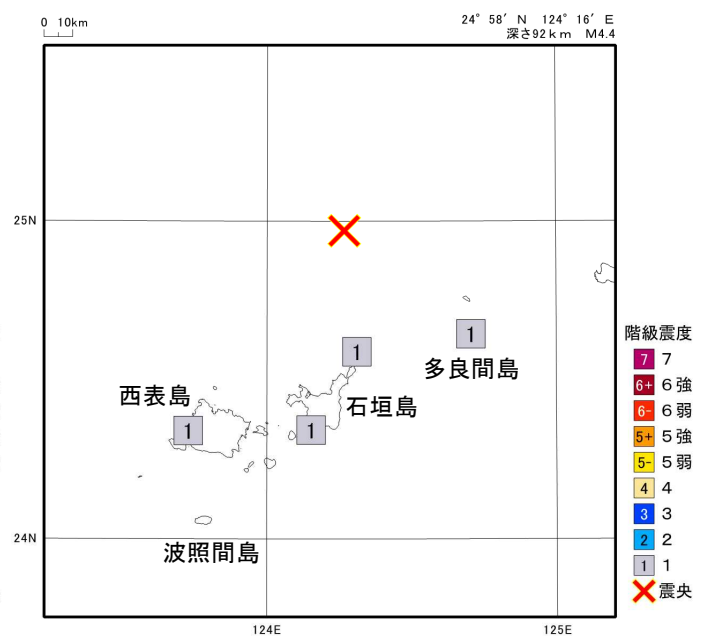 0 10km
24° 58′ N 124° 16′ E
深さ92km M4.4
25N
1
1
多良間島
西表島
石垣島
1
1
24N
波照間島
124E
125E
階級震度
7 7
6+ 6強
6- 6弱
5+ 5強
5- 5弱
4 4
3 3
2 2
1 1
震央